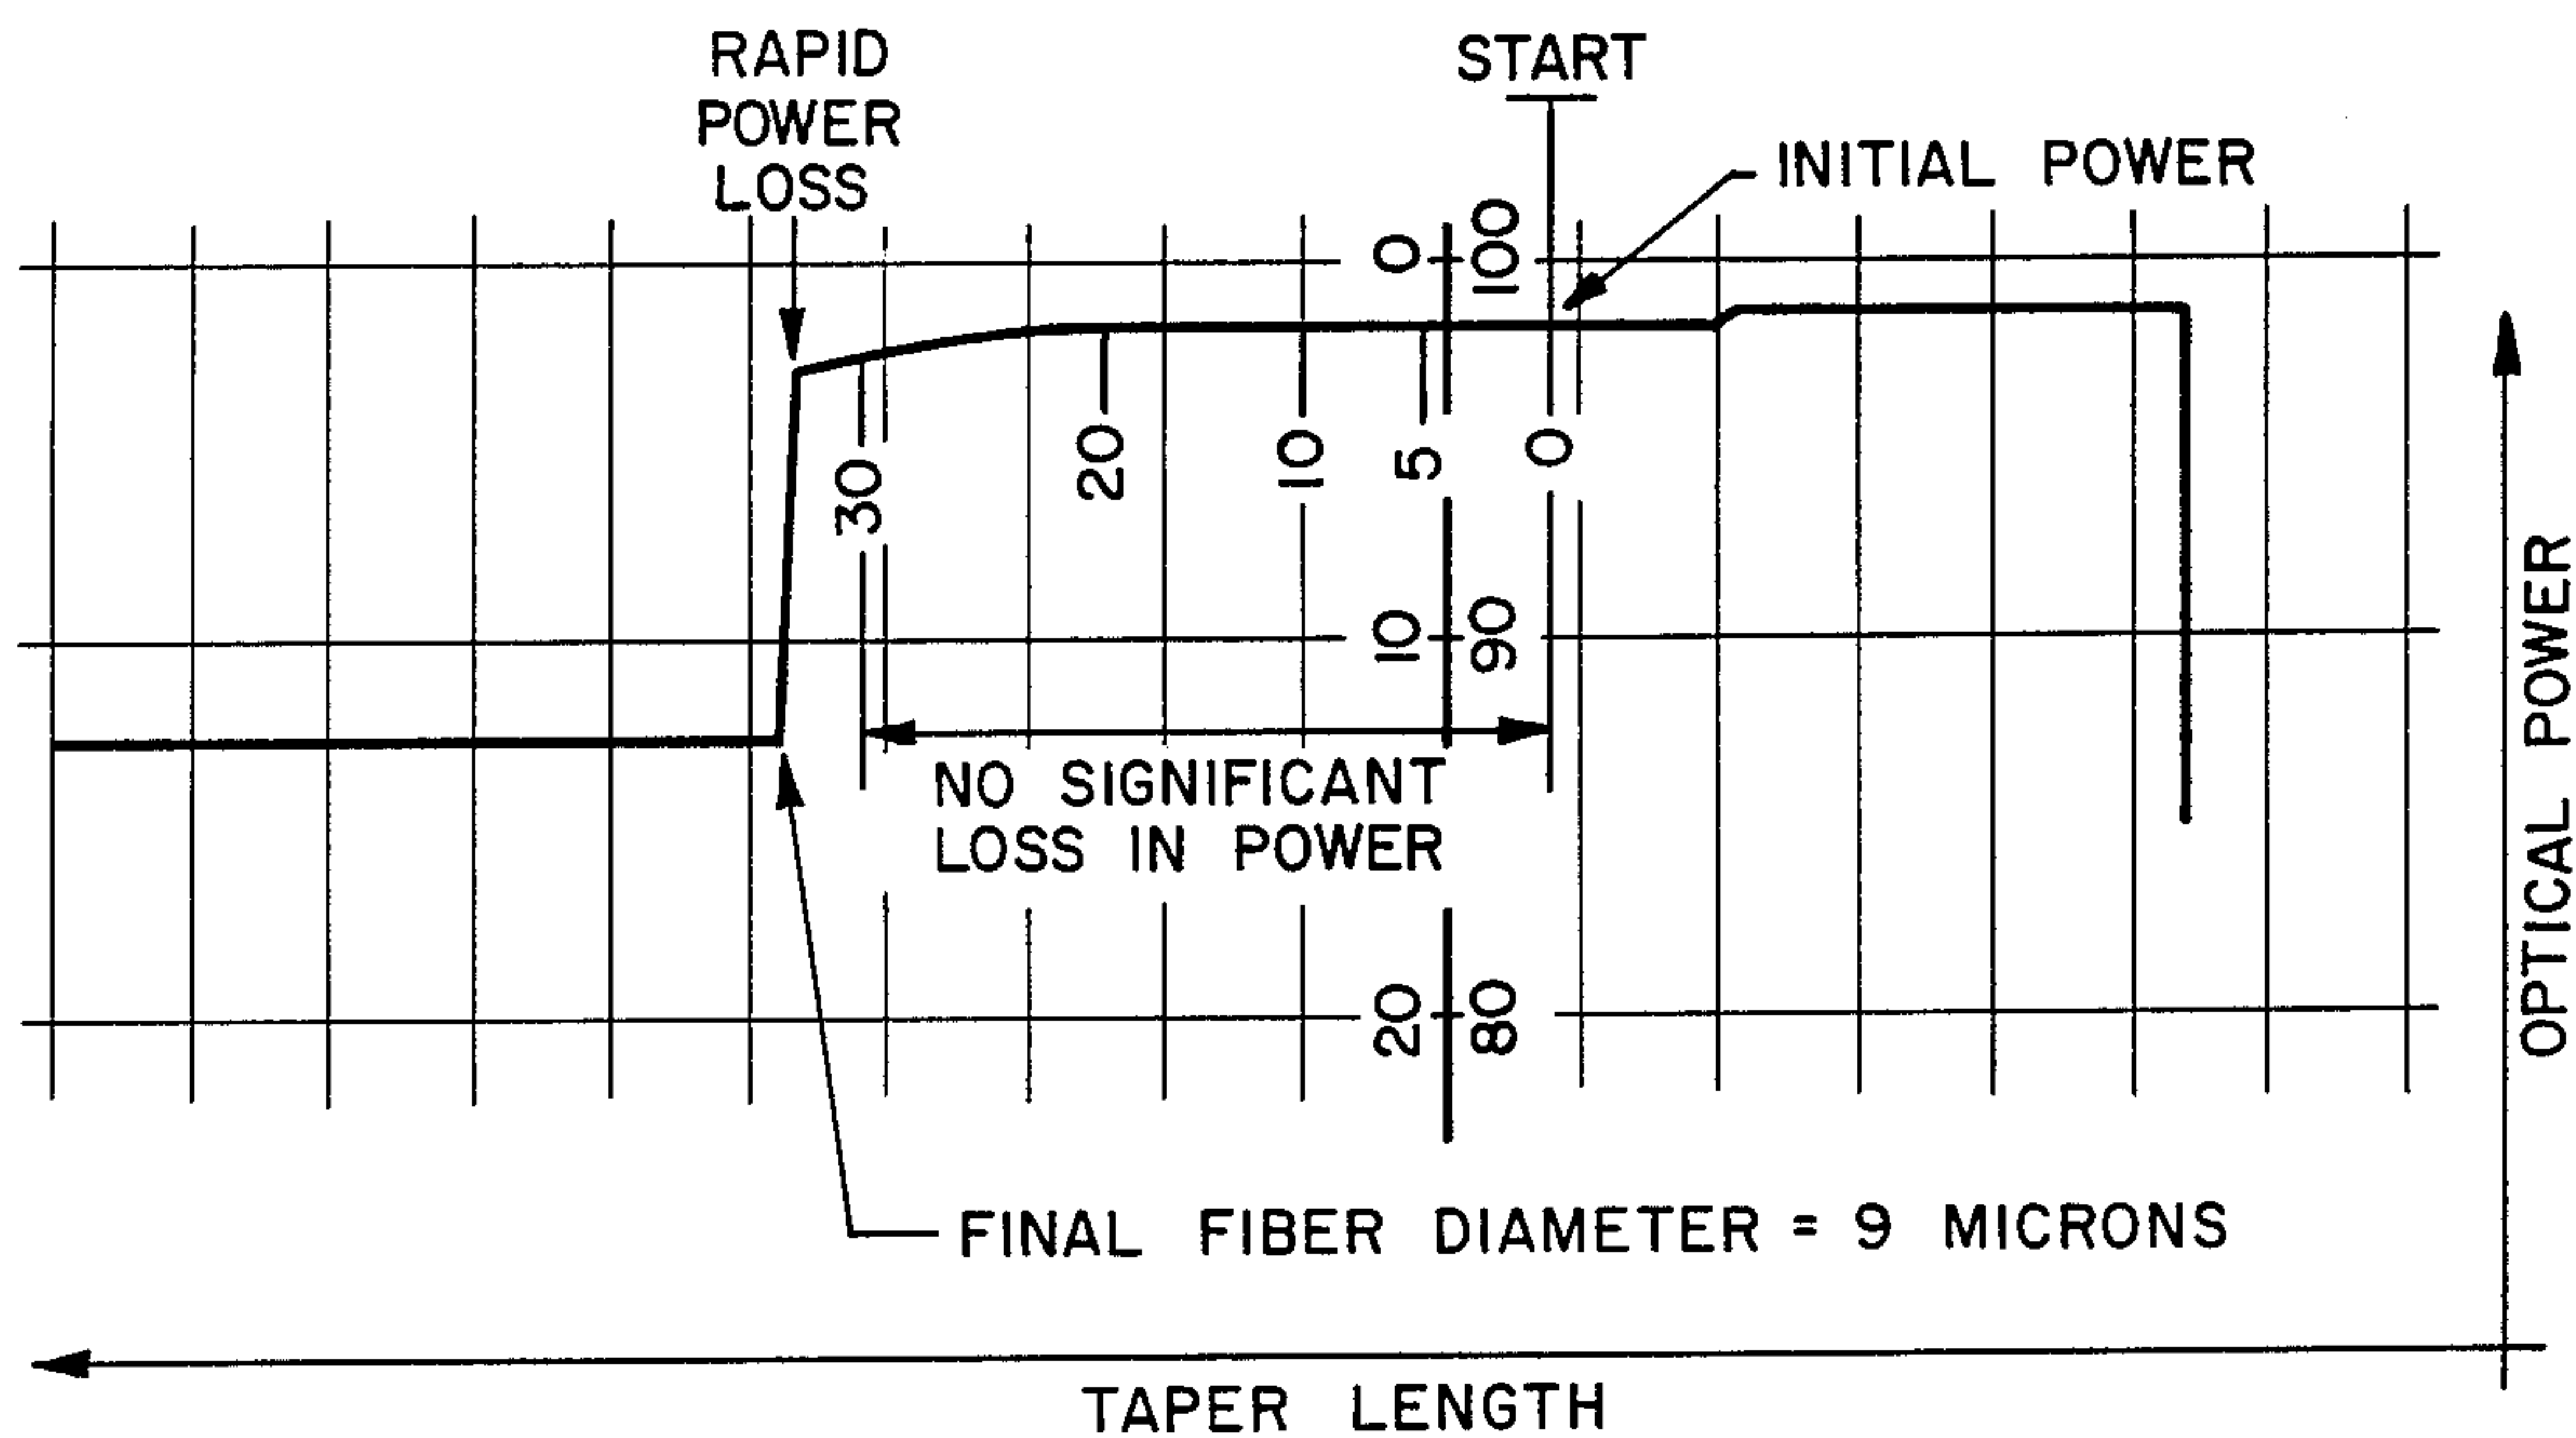 RAPID
POWER
LOSS
START
INITIAL POWER
0
100
30
20
10
5
0
10
90
NO SIGNIFICANT
LOSS IN POWER
20
80
FINAL FIBER DIAMETER = 9 MICRONS
OPTICAL POWER
TAPER LENGTH